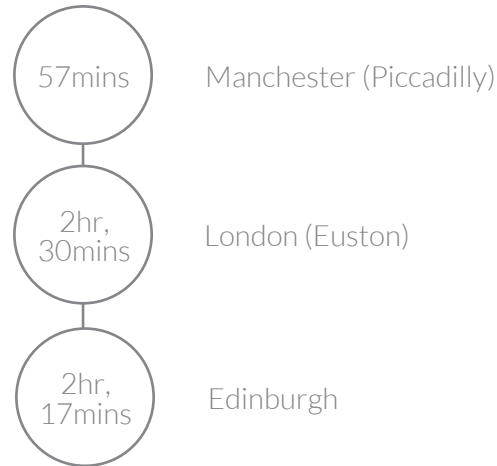 57mins
Manchester (Piccadilly)
2hr,
30mins
London (Euston)
2hr,
17mins
Edinburgh